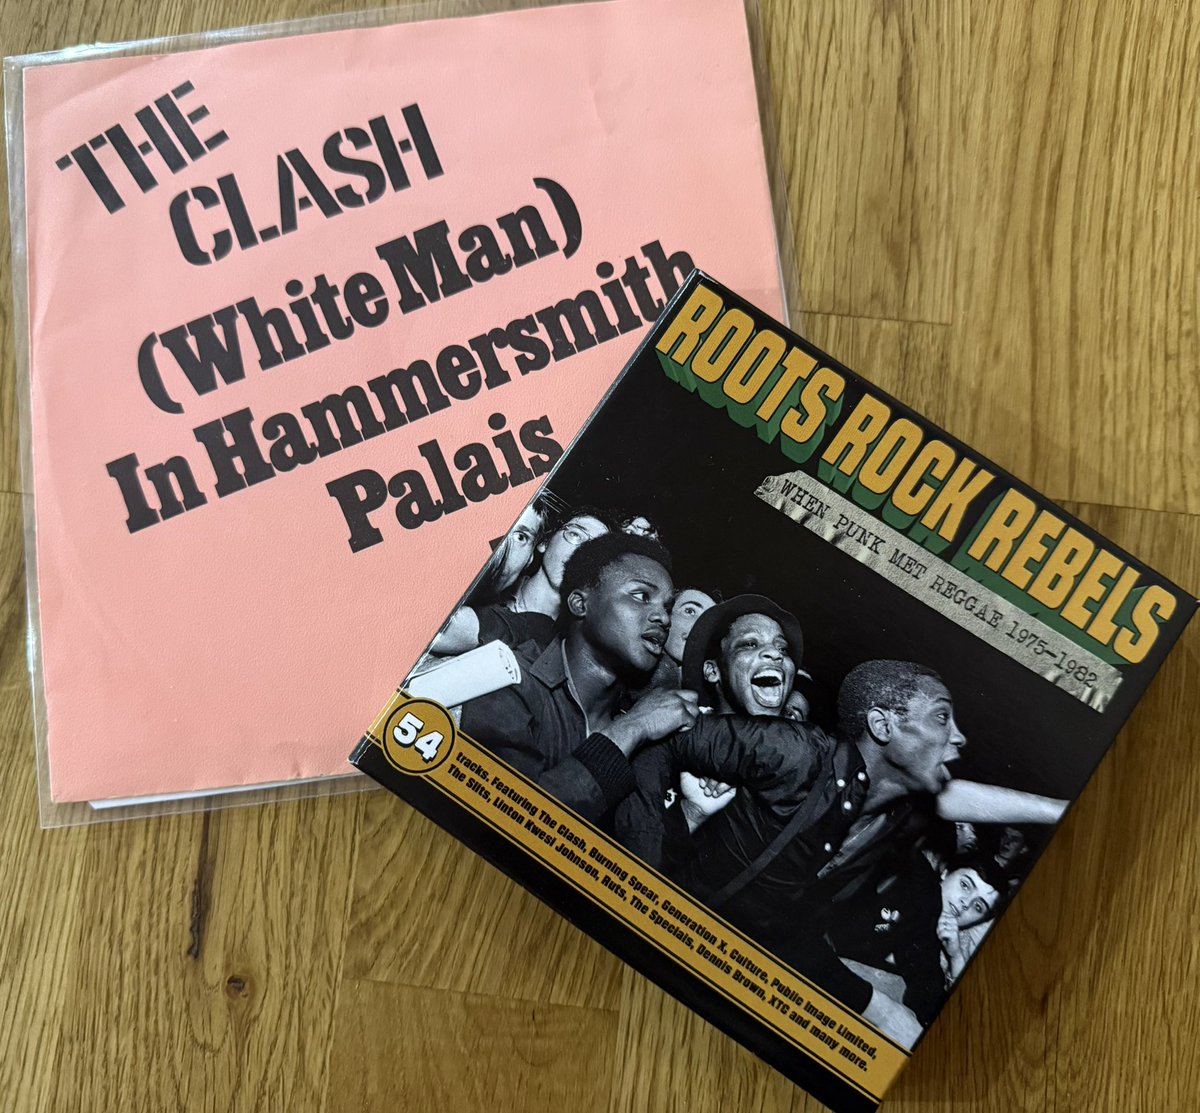 THE
CLASH
(White Man)
In Hammersmith
Palais
ROOTS ROCK REBELS
WHEN PUNK MET REGGAE 1975–1982
54
tracks. Featuring The Clash, Burning Spear, Generation X, Culture, Public Image Limited,
The Slits, Linton Kwesi Johnson, Ruts, The Specials, Dennis Brown, XTC and many more.